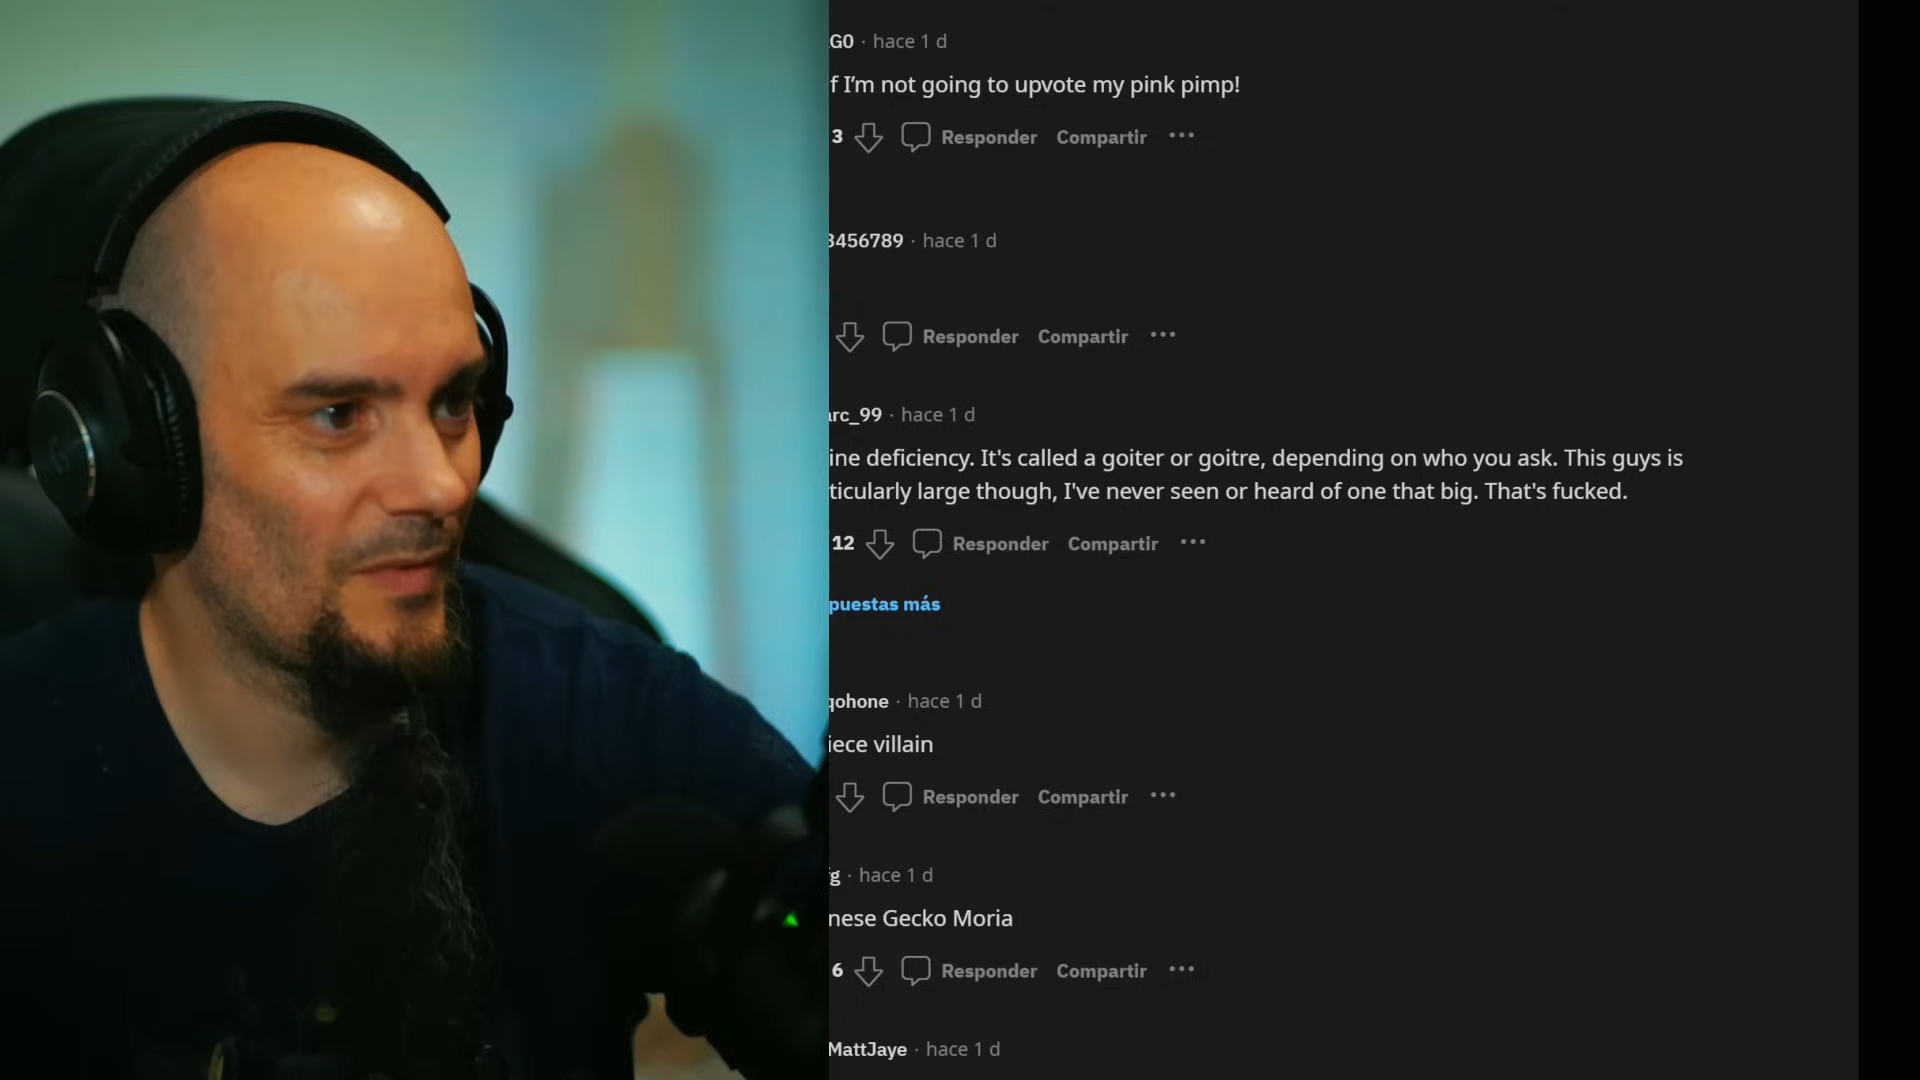 G0 · hace 1 d
f I'm not going to upvote my pink pimp!
3 Responder Compartir ···
3456789 · hace 1 d
Responder Compartir ···
arc_99 · hace 1 d
ine deficiency. It's called a goiter or goitre, depending on who you ask. This guys is
ticularly large though, I've never seen or heard of one that big. That's fucked.
12 Responder Compartir ···
puestas más
qohone · hace 1 d
iece villain
Responder Compartir ···
g · hace 1 d
nese Gecko Moria
6 Responder Compartir ···
MattJaye · hace 1 d